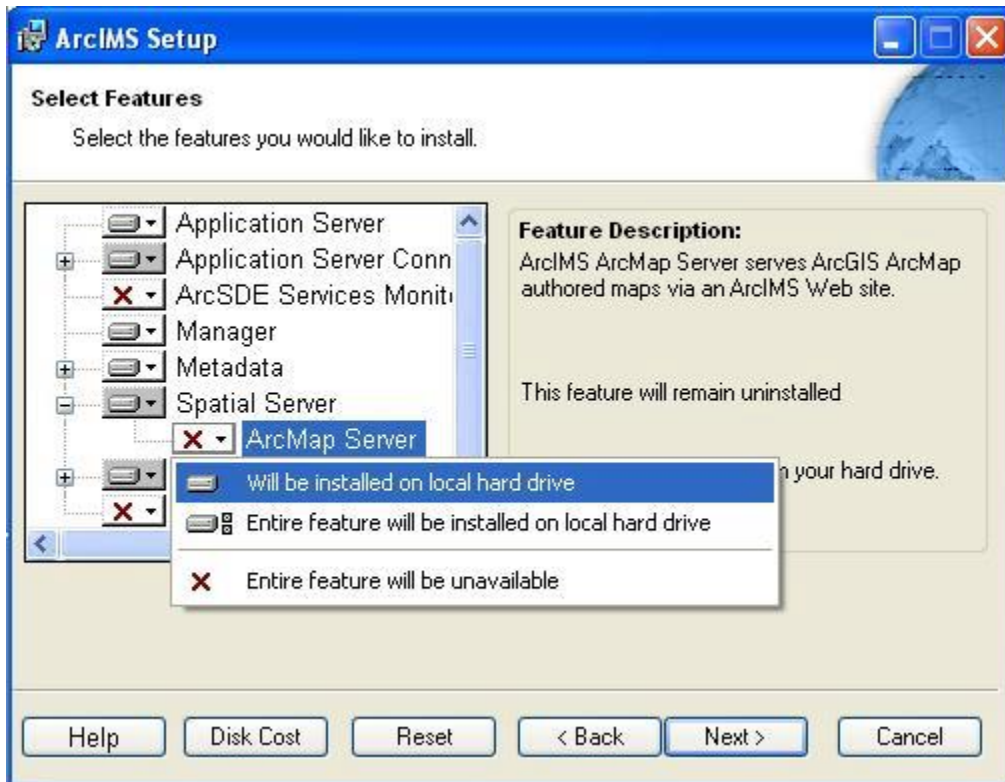 ArcIMS Setup
Select Features
Select the features you would like to install.
Application Server
Application Server Conn
ArcSDE Services
Manager
Metadata
Spatial Server
ArcMap Server
Feature Description:
ArcIMS ArcMap Server serves ArcGIS ArcMap
authored maps via an ArcIMS Web site.
This feature will remain uninstalled
your hard drive.
Will be installed on local hard drive
Entire feature will be installed on local hard drive
Entire feature will be unavailable
Help
Disk Cost
Reset
< Back
Next >
Cancel